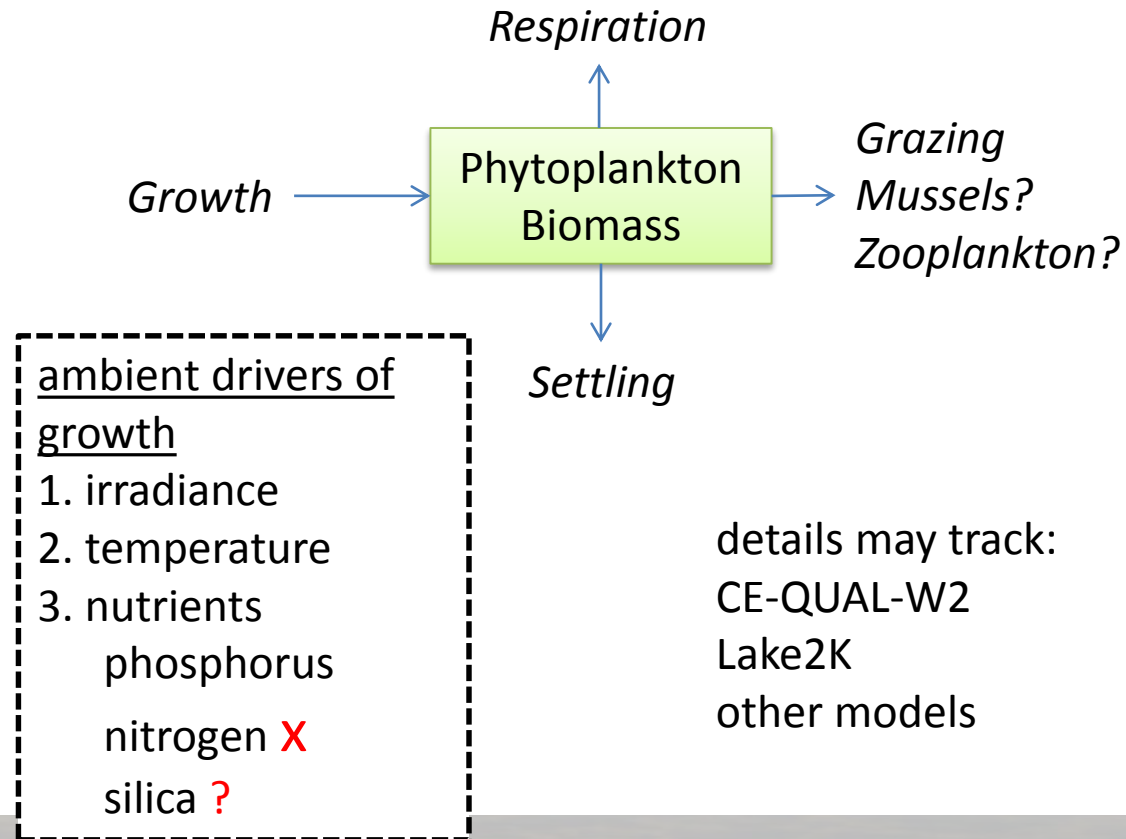 Respiration
Growth
Phytoplankton
Biomass
Grazing
Mussels?
Zooplankton?
Settling
ambient drivers of
growth
1. irradiance
2. temperature
3. nutrients
phosphorus
nitrogen X
silica ?
details may track:
CE-QUAL-W2
Lake2K
other models